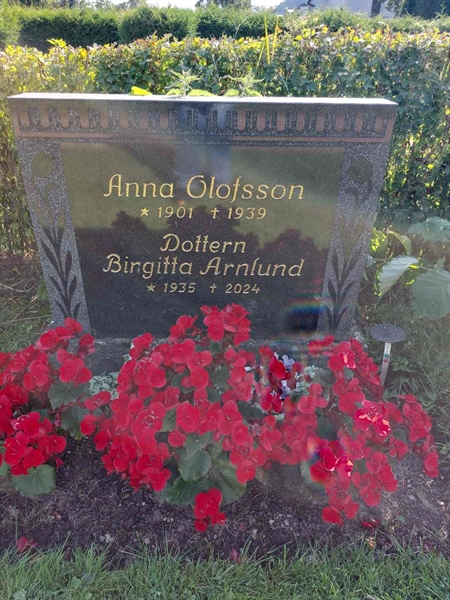 Anna Olofsson
★ 1901 ✝ 1939
Dottern
Birgitta Arnlund
★ 1935 ✝ 2024